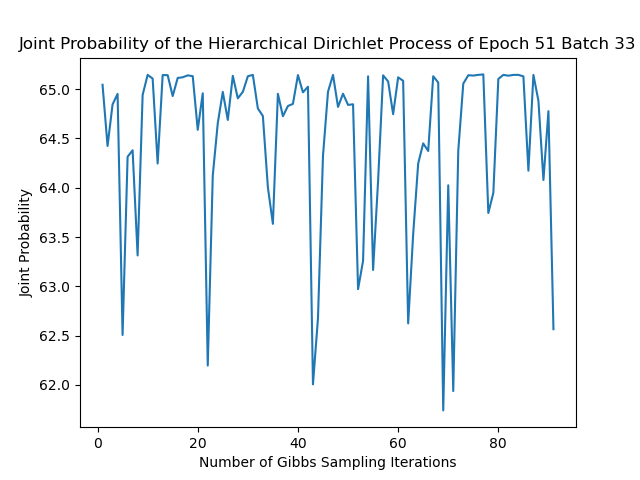 Joint Probability of the Hierarchical Dirichlet Process of Epoch 51 Batch 33
65.0
64.5
64.0
63.5
63.0
62.5
62.0
Joint Probability
0 20 40 60 80
Number of Gibbs Sampling Iterations